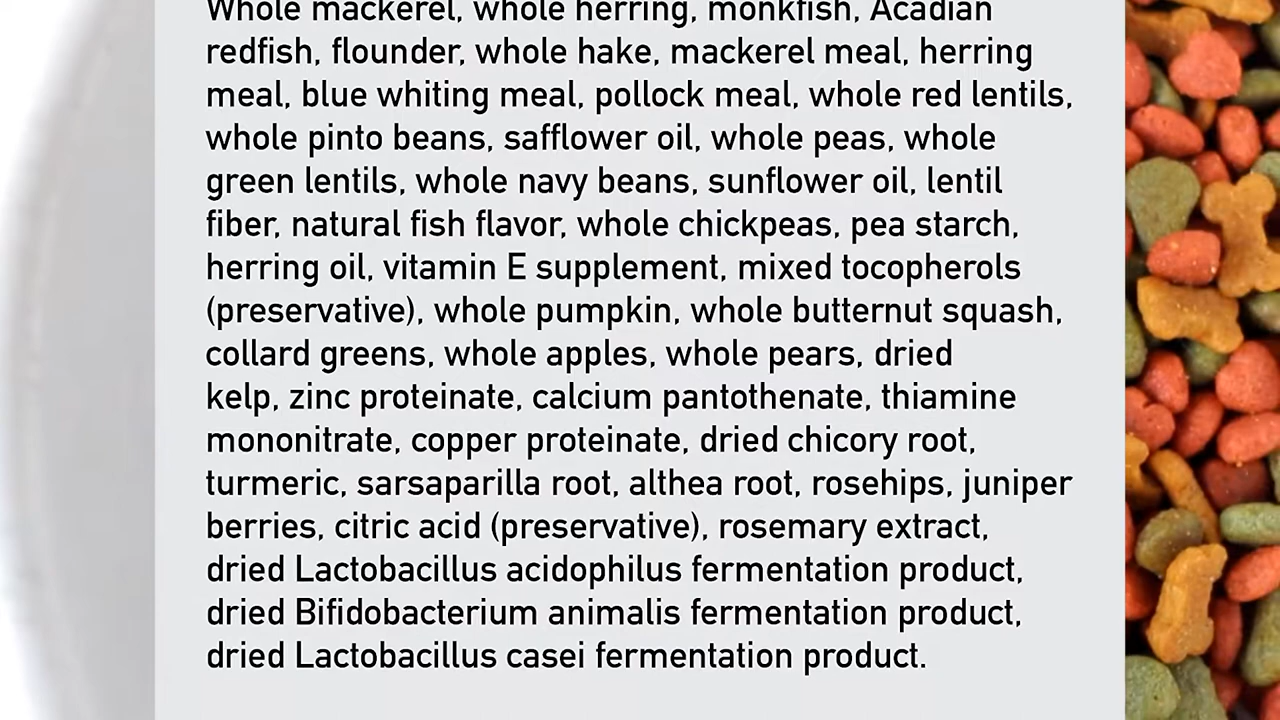 Whole mackerel, whole herring, monkfish, Acadian
redfish, flounder, whole hake, mackerel meal, herring
meal, blue whiting meal, pollock meal, whole red lentils,
whole pinto beans, safflower oil, whole peas, whole
green lentils, whole navy beans, sunflower oil, lentil
fiber, natural fish flavor, whole chickpeas, pea starch,
herring oil, vitamin E supplement, mixed tocopherols
(preservative), whole pumpkin, whole butternut squash,
collard greens, whole apples, whole pears, dried
kelp, zinc proteinate, calcium pantothenate, thiamine
mononitrate, copper proteinate, dried chicory root,
turmeric, sarsaparilla root, althea root, rosehips, juniper
berries, citric acid (preservative), rosemary extract,
dried Lactobacillus acidophilus fermentation product,
dried Bifidobacterium animalis fermentation product,
dried Lactobacillus casei fermentation product.